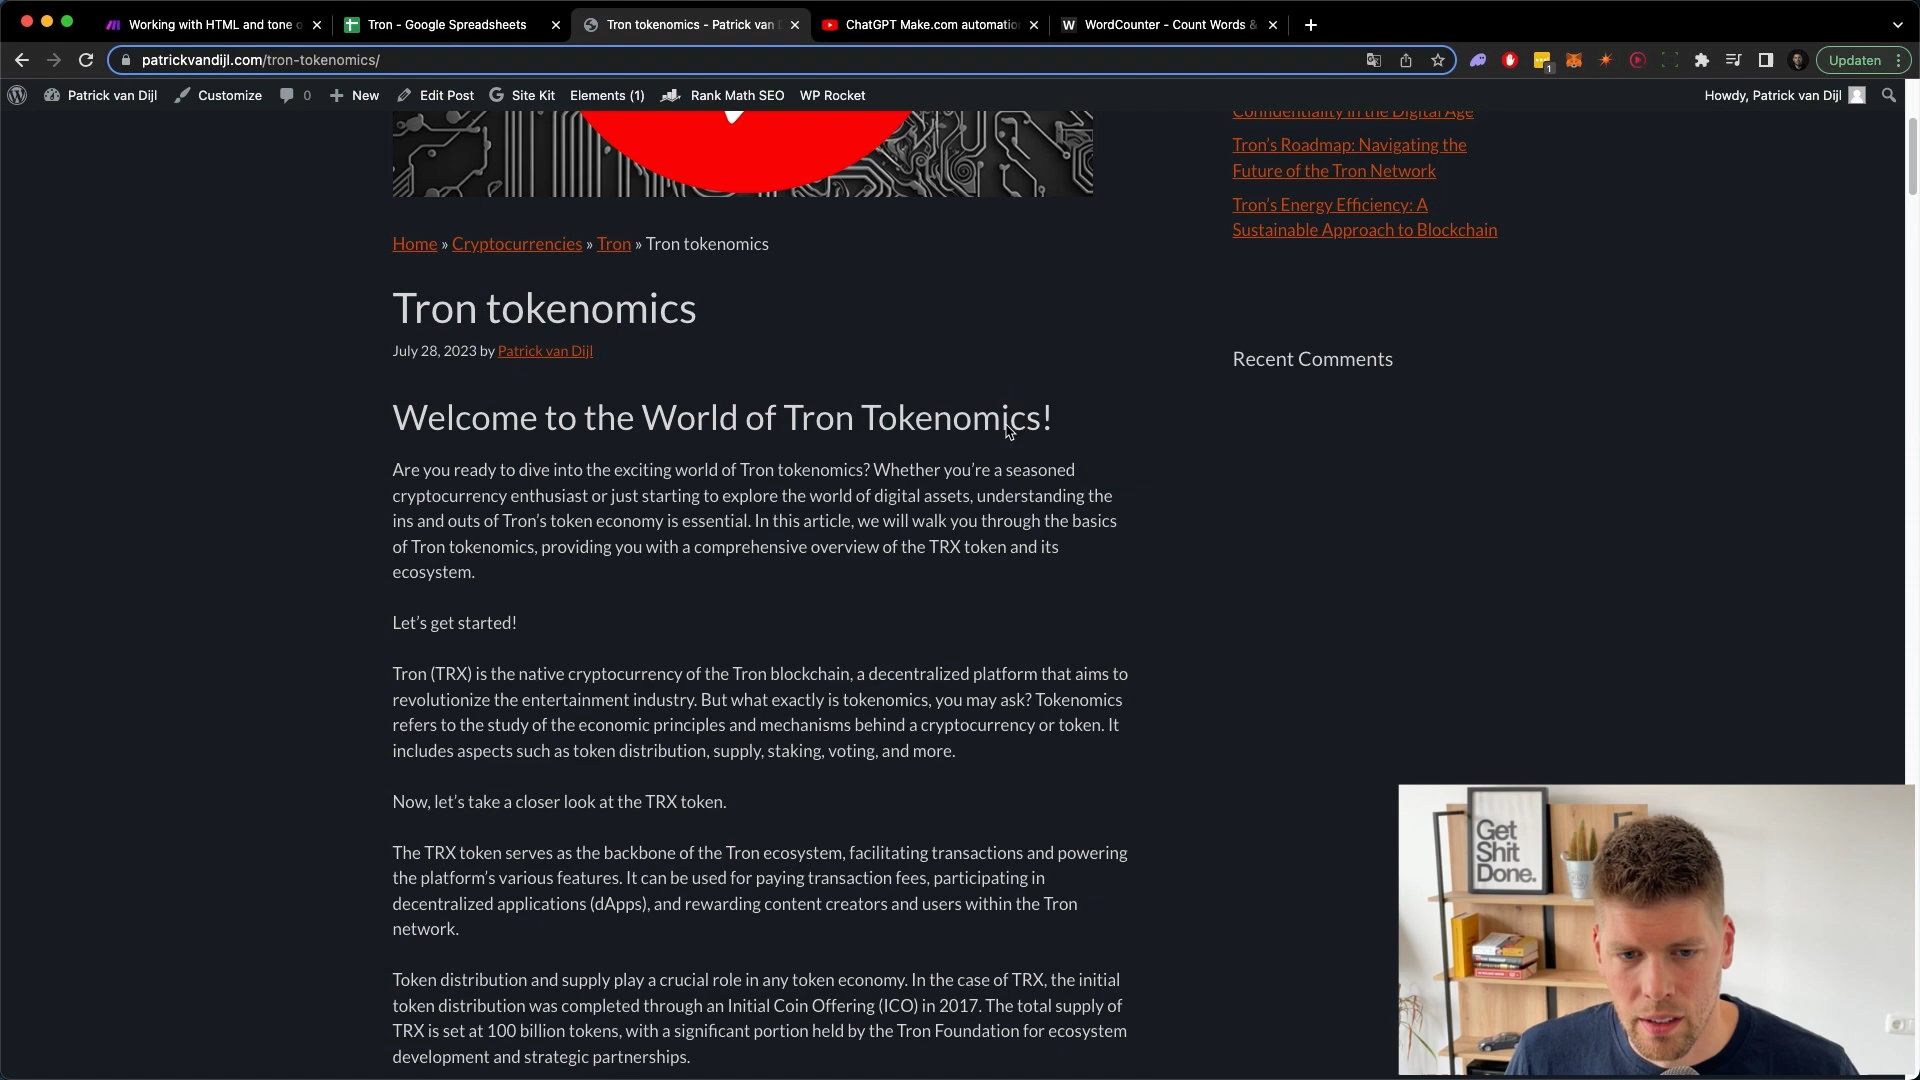 Working with HTML and tone o
Tron - Google Spreadsheets
Tron tokenomics - Patrick van D
ChatGPT Make.com automatio
W WordCounter - Count Words &
patrickvandijl.com/tron-tokenomics/
1
Updaten
Patrick van Dijl
Customize
0
New
Edit Post
Site Kit
Elements (1)
Rank Math SEO
WP Rocket
Howdy, Patrick van Dijl
Confidentiality in the Digital Age
Tron's Roadmap: Navigating the
Future of the Tron Network
Tron's Energy Efficiency: A
Sustainable Approach to Blockchain
Home » Cryptocurrencies » Tron » Tron tokenomics
Tron tokenomics
July 28, 2023 by Patrick van Dijl
Recent Comments
Welcome to the World of Tron Tokenomics!
Are you ready to dive into the exciting world of Tron tokenomics? Whether you're a seasoned
cryptocurrency enthusiast or just starting to explore the world of digital assets, understanding the
ins and outs of Tron's token economy is essential. In this article, we will walk you through the basics
of Tron tokenomics, providing you with a comprehensive overview of the TRX token and its
ecosystem.
Let's get started!
Tron (TRX) is the native cryptocurrency of the Tron blockchain, a decentralized platform that aims to
revolutionize the entertainment industry. But what exactly is tokenomics, you may ask? Tokenomics
refers to the study of the economic principles and mechanisms behind a cryptocurrency or token. It
includes aspects such as token distribution, supply, staking, voting, and more.
Now, let's take a closer look at the TRX token.
The TRX token serves as the backbone of the Tron ecosystem, facilitating transactions and powering
the platform's various features. It can be used for paying transaction fees, participating in
decentralized applications (dApps), and rewarding content creators and users within the Tron
network.
Token distribution and supply play a crucial role in any token economy. In the case of TRX, the initial
token distribution was completed through an Initial Coin Offering (ICO) in 2017. The total supply of
TRX is set at 100 billion tokens, with a significant portion held by the Tron Foundation for ecosystem
development and strategic partnerships.
Get
Shit
Done.